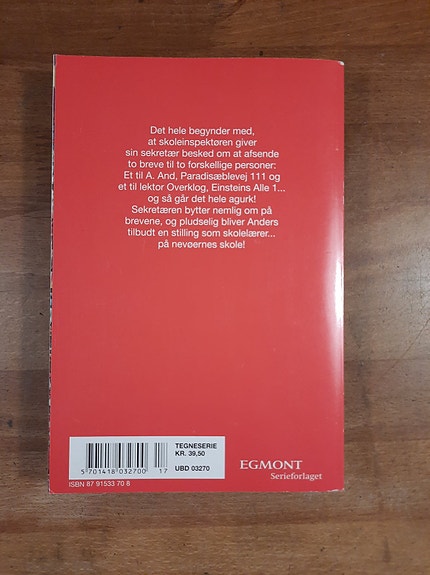 Det hele begynder med,
at skoleinspektøren giver
sin sekretær besked om at afsende
to breve til to forskellige personer:
Et til A. And, Paradisæblevej 111 og
et til lektor Overklog, Einsteins Alle 1...
og så går det hele agurk!
Sekretæren bytter nemlig om på
brevene, og pludselig bliver Anders
tilbudt en stilling som skolelærer...
på nevøernes skole!
TEGNESERIE
KR. 39,50
UBD 03270
5 701418 032700 17
ISBN 87 91533 70 8
EGMONT
Serieforlaget